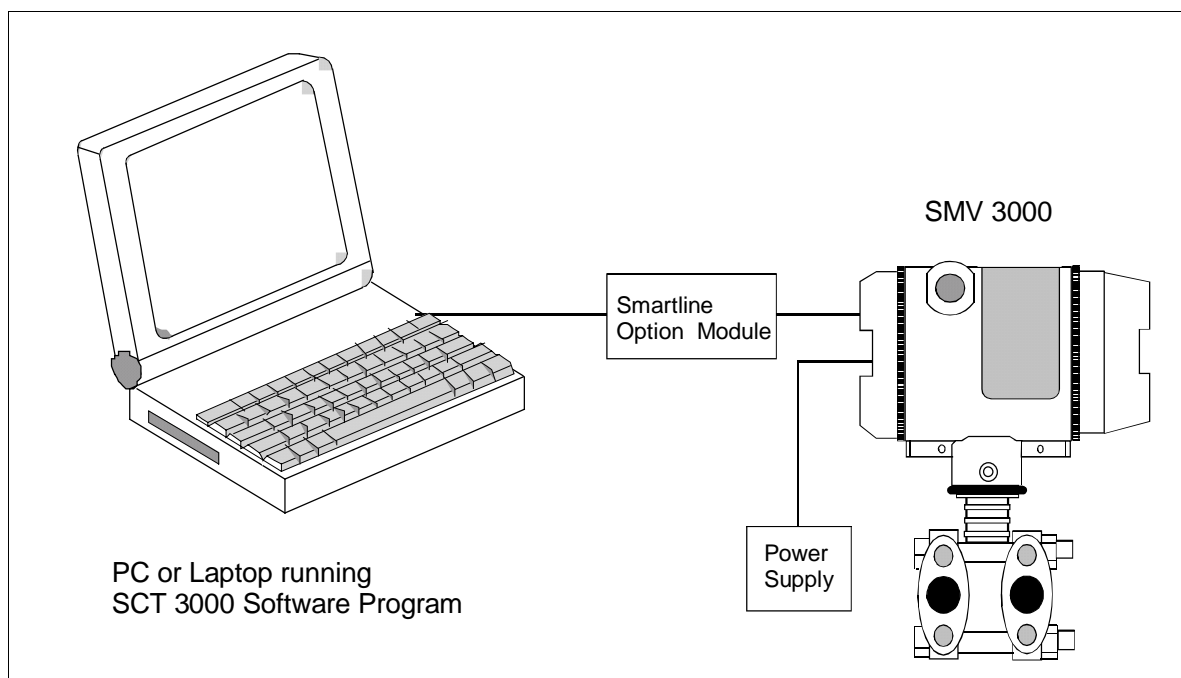 SMV 3000
Smartline
Option Module
Power
Supply
PC or Laptop running
SCT 3000 Software Program